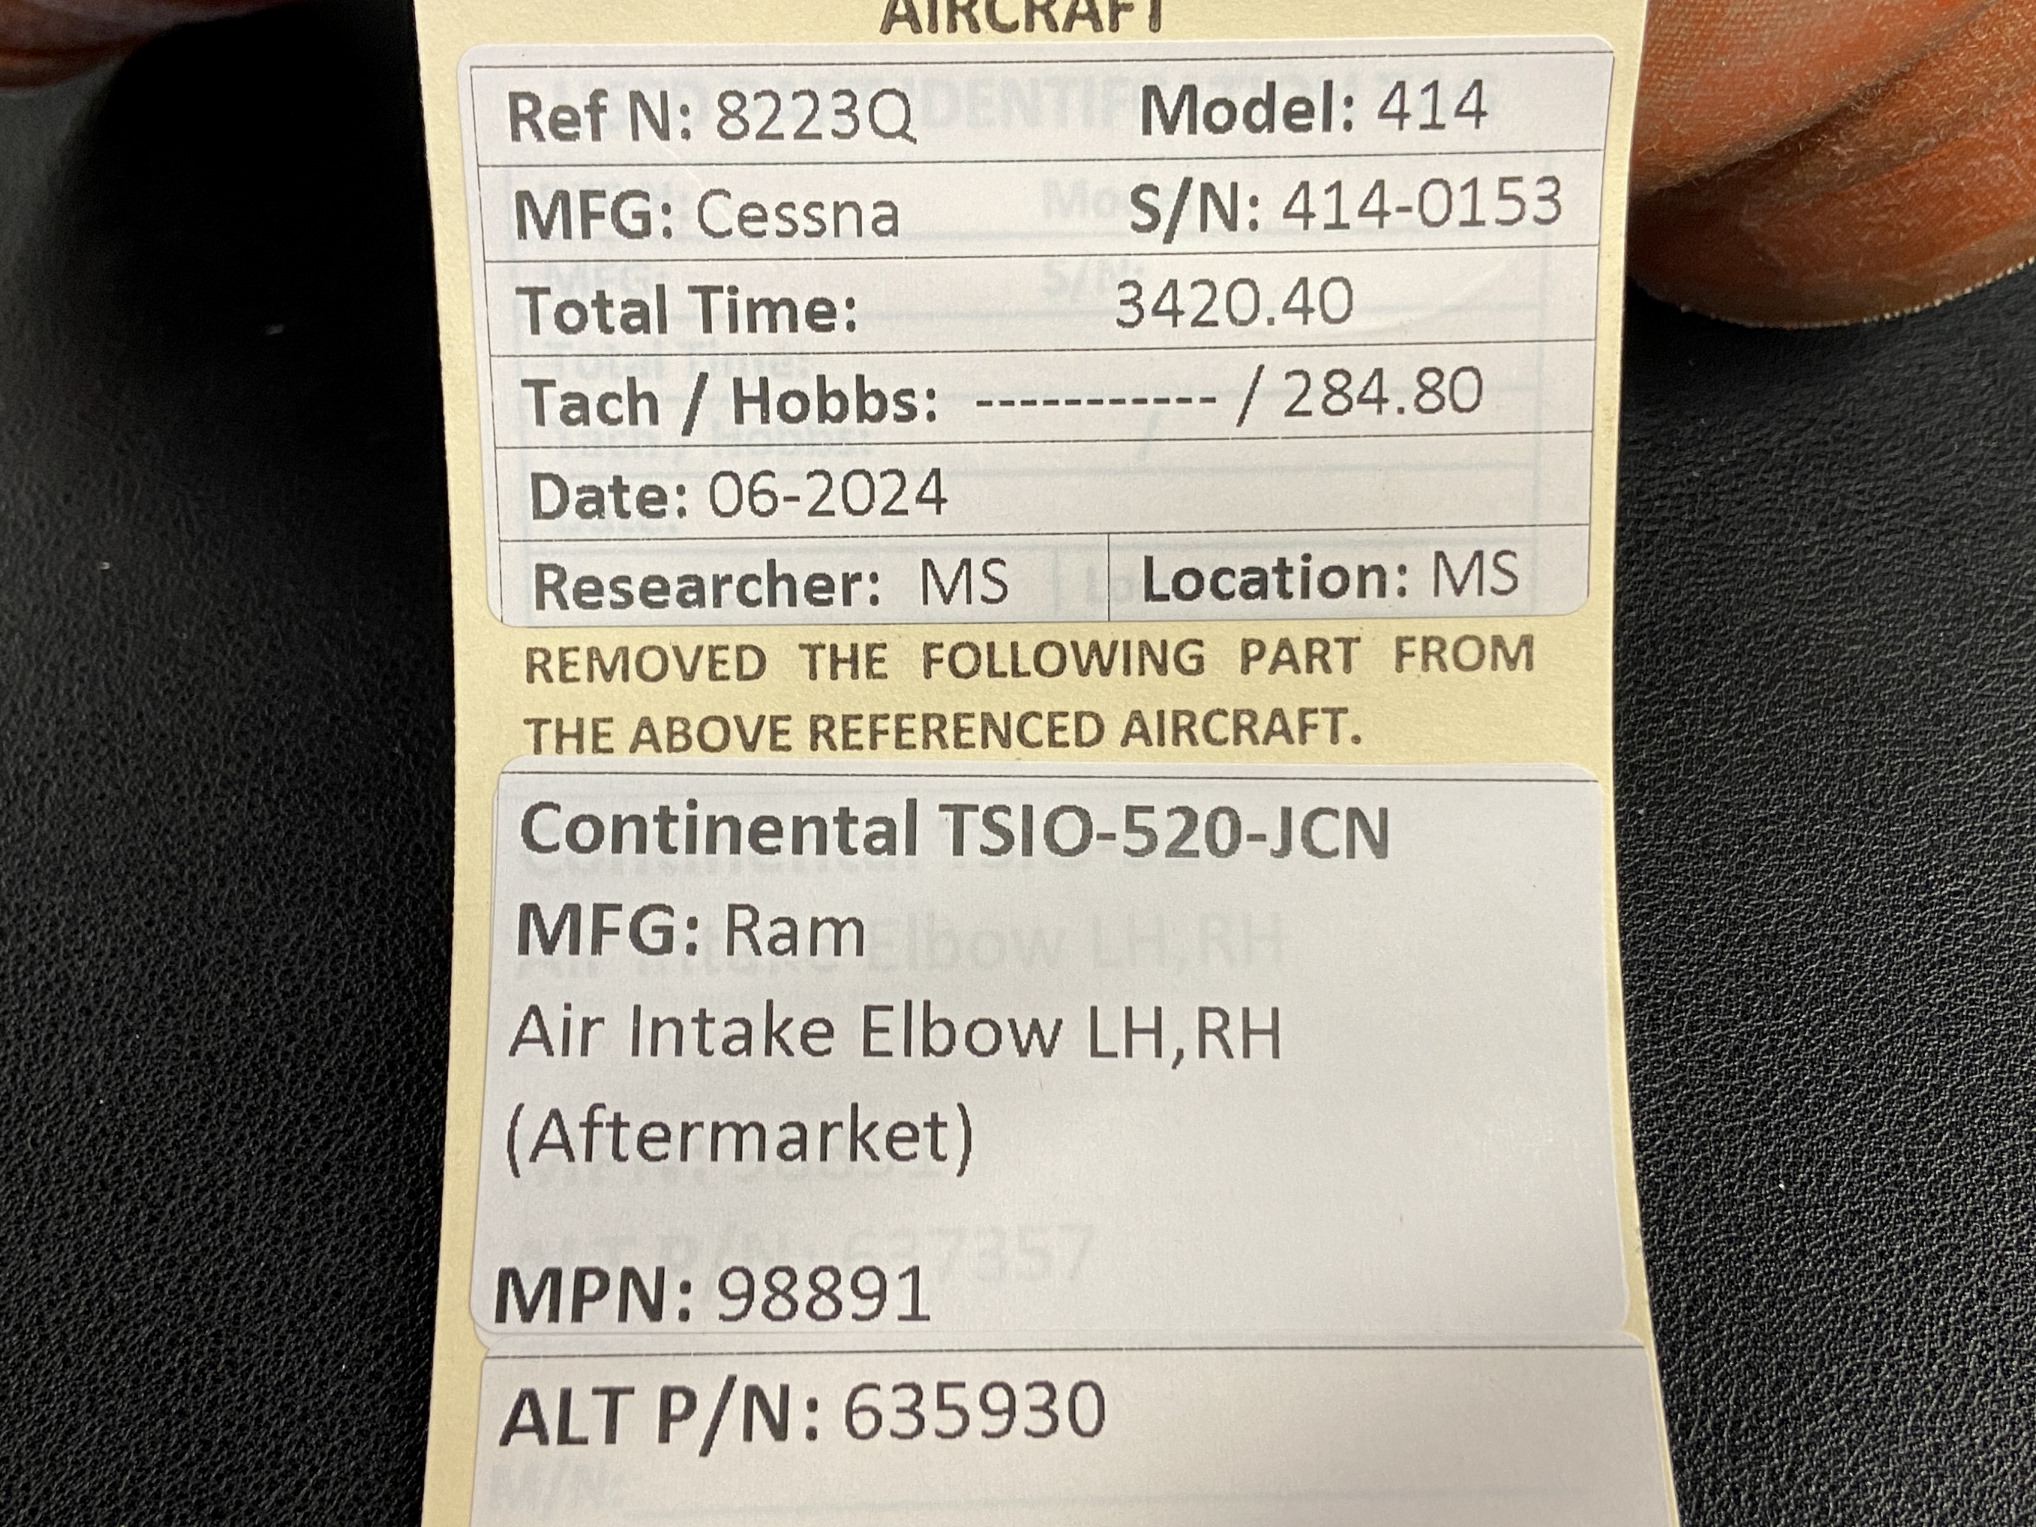 AIRCRAFT
Ref N: 8223Q Model: 414
MFG: Cessna S/N: 414-0153
Total Time: 3420.40
Tach / Hobbs: ----------- / 284.80
Date: 06-2024
Researcher: MS Location: MS
REMOVED THE FOLLOWING PART FROM
THE ABOVE REFERENCED AIRCRAFT.
Continental TSIO-520-JCN
MFG: Ram
Air Intake Elbow LH,RH
(Aftermarket)
MPN: 98891
ALT P/N: 635930
M/N: